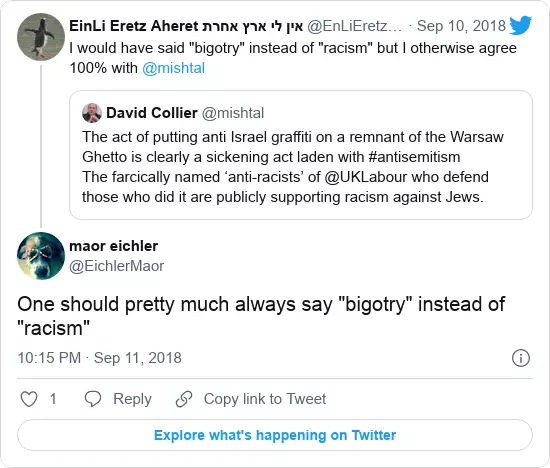 EinLi Eretz Aheret אין לי ארץ אחרת @EnLiEretz… · Sep 10, 2018
I would have said "bigotry" instead of "racism" but I otherwise agree
100% with @mishtal
David Collier @mishtal
The act of putting anti Israel graffiti on a remnant of the Warsaw
Ghetto is clearly a sickening act laden with #antisemitism
The farcically named ‘anti-racists’ of @UKLabour who defend
those who did it are publicly supporting racism against Jews.
maor eichler
@EichlerMaor
One should pretty much always say "bigotry" instead of
"racism"
10:15 PM · Sep 11, 2018
1 Reply Copy link to Tweet
Explore what's happening on Twitter